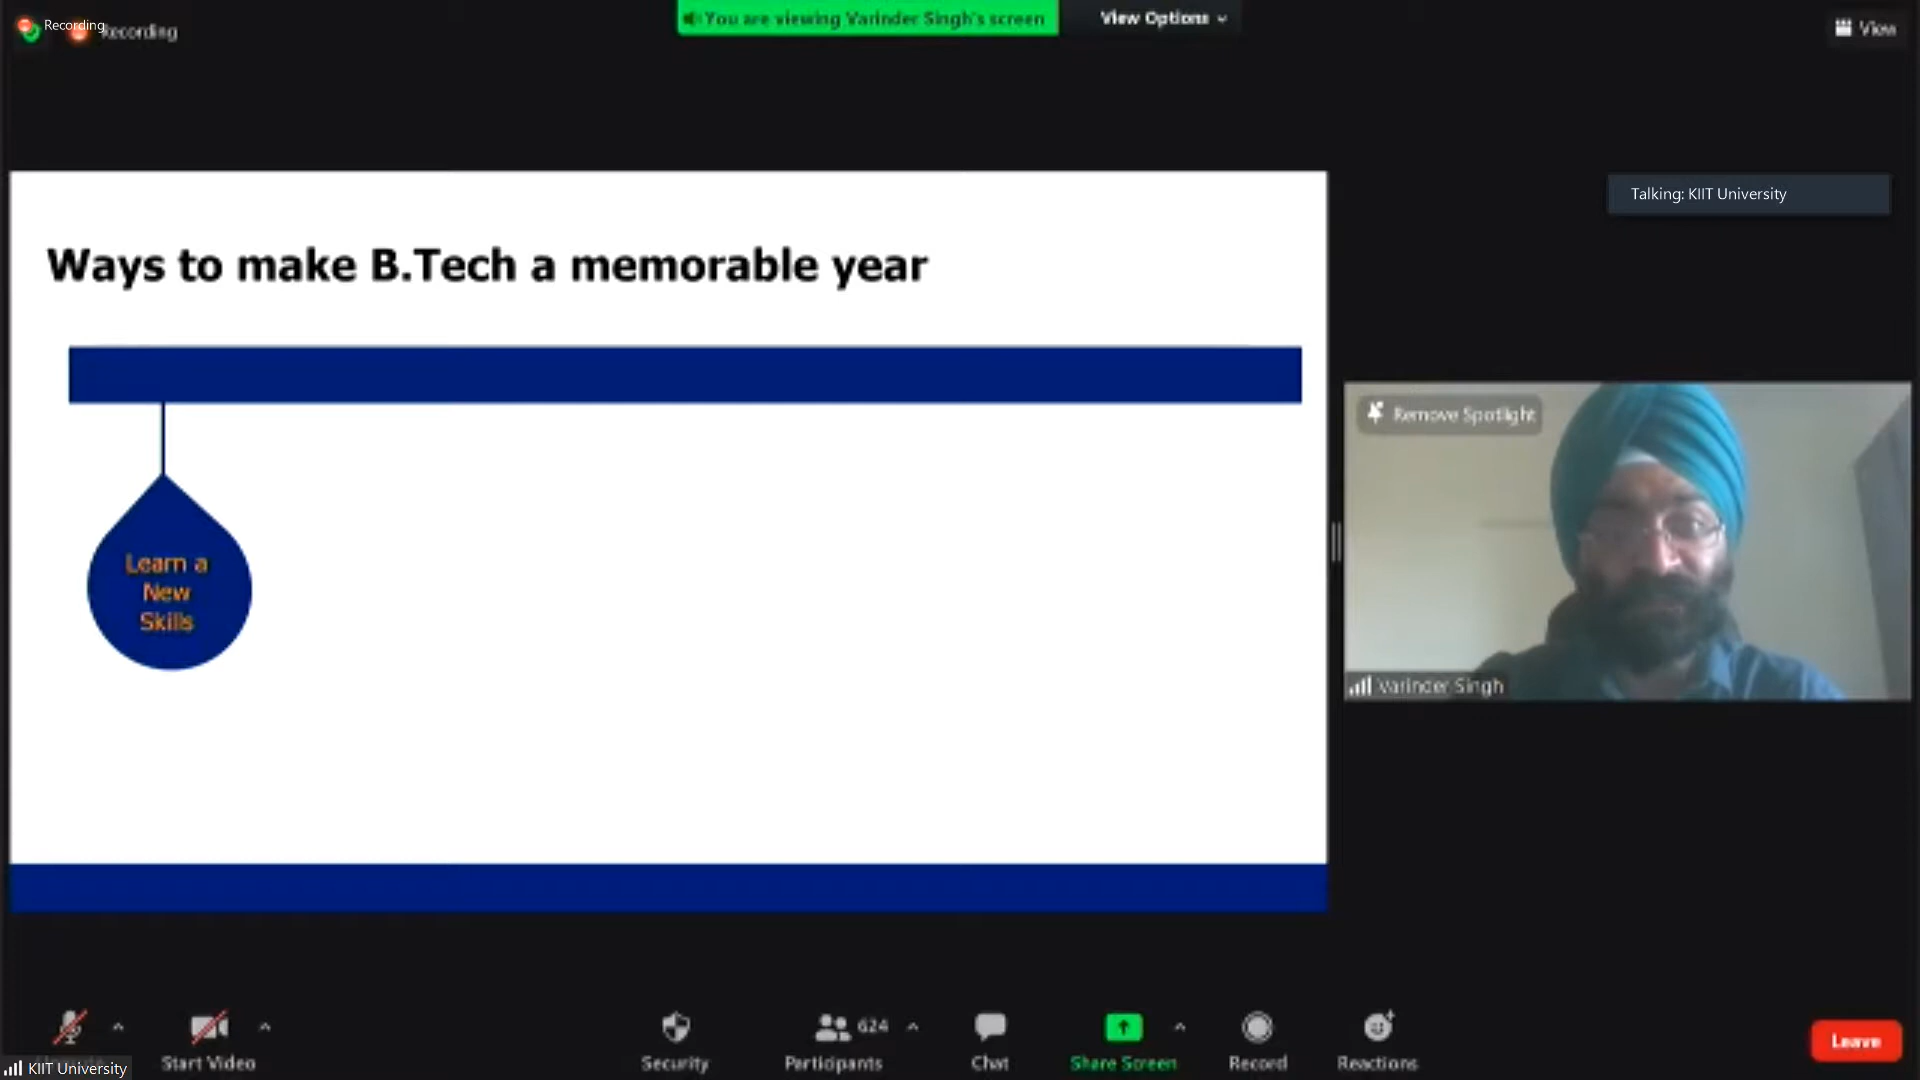 Recording
Recording
You are viewing Varinder Singh's screen
View Options
View
Talking: KIIT University
Ways to make B.Tech a memorable year
Learn a
New
Skills
Remove Spotlight
Varinder Singh
624
Start Video
Security
Participants
Chat
Share Screen
Record
Reactions
Leave
KIIT University